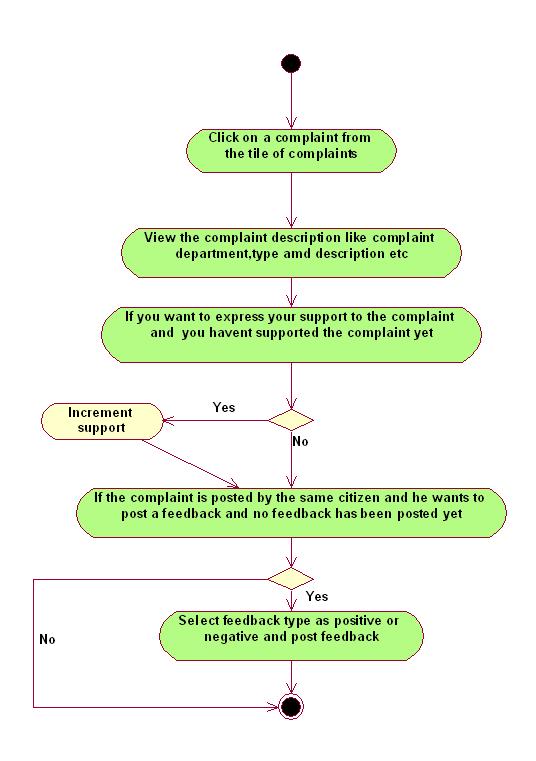 Click on a complaint from
the tile of complaints
View the complaint description like complaint
department,type amd description etc
If you want to express your support to the complaint
and you havent supported the complaint yet
Yes
Increment
support
No
If the complaint is posted by the same citizen and he wants to
post a feedback and no feedback has been posted yet
Yes
Select feedback type as positive or
negative and post feedback
No